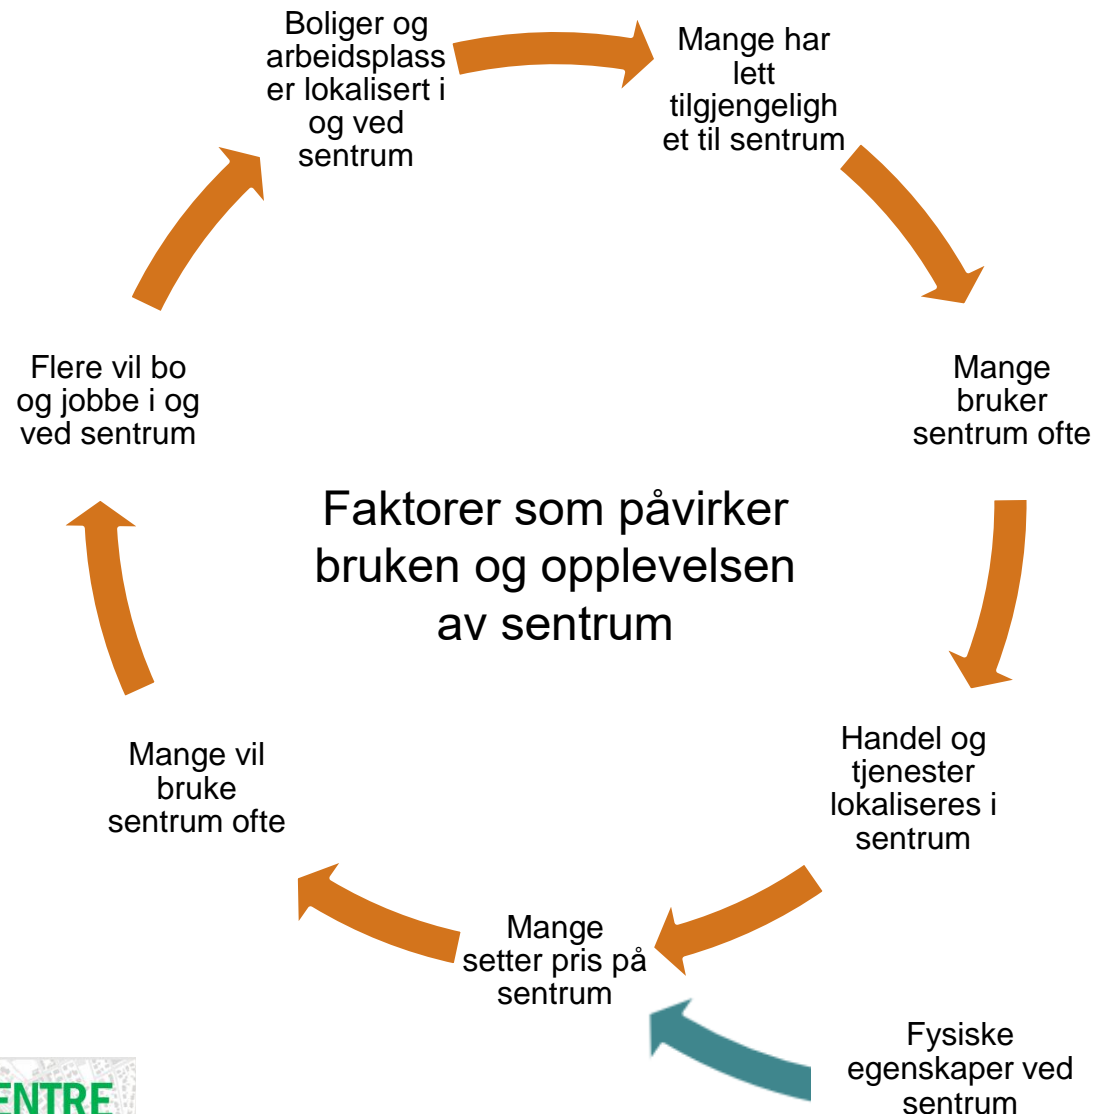 Boliger og
arbeidsplass
er lokalisert i
og ved
sentrum
Mange har
lett
tilgjengeligh
et til sentrum
Mange
bruker
sentrum ofte
Handel og
tjenester
lokaliseres i
sentrum
Fysiske
egenskaper ved
sentrum
Mange
setter pris på
sentrum
Mange vil
bruke
sentrum ofte
Flere vil bo
og jobbe i og
ved sentrum
Faktorer som påvirker
bruken og opplevelsen
av sentrum
ENTRE